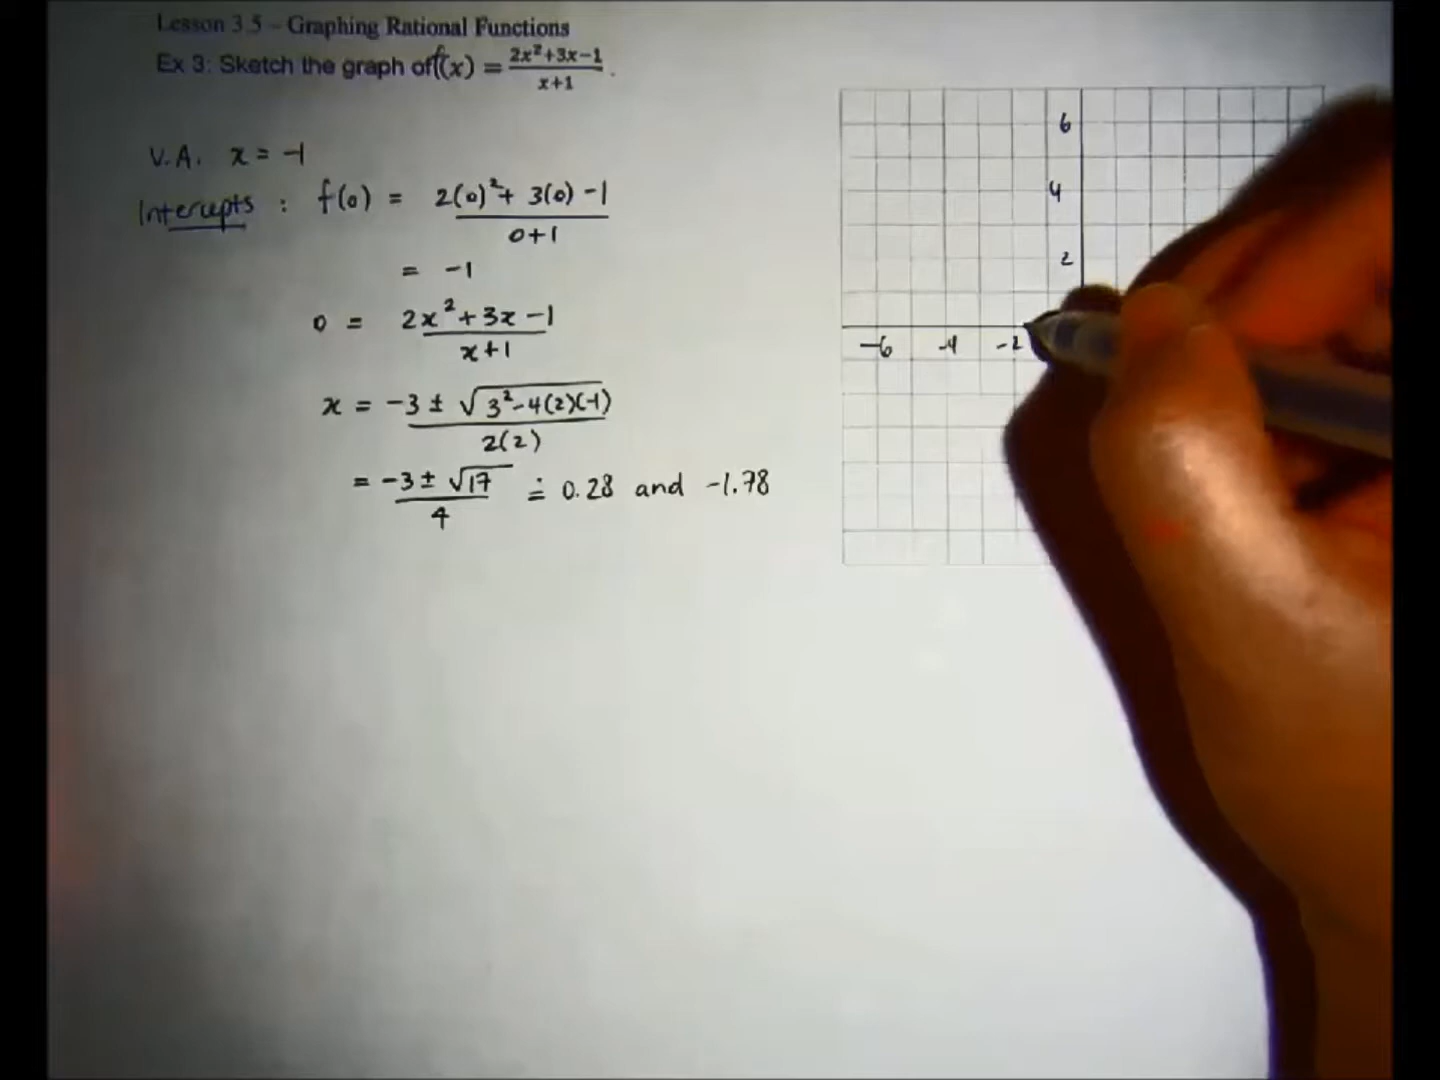 Lesson 3.5 – Graphing Rational Functions
Ex 3: Sketch the graph of f(x) = (2x²+3x−1)/(x+1) .
V.A. x = -1
Intercepts : f(0) = (2(0)²+ 3(0) -1)/(0+1)
= -1
0 = (2x²+3x-1)/(x+1)
x = (-3 ± √(3²-4(2)(-1)))/(2(2))
= (-3 ± √17)/4 ≐ 0.28 and -1.78
6
4
2
-6 -4 -2